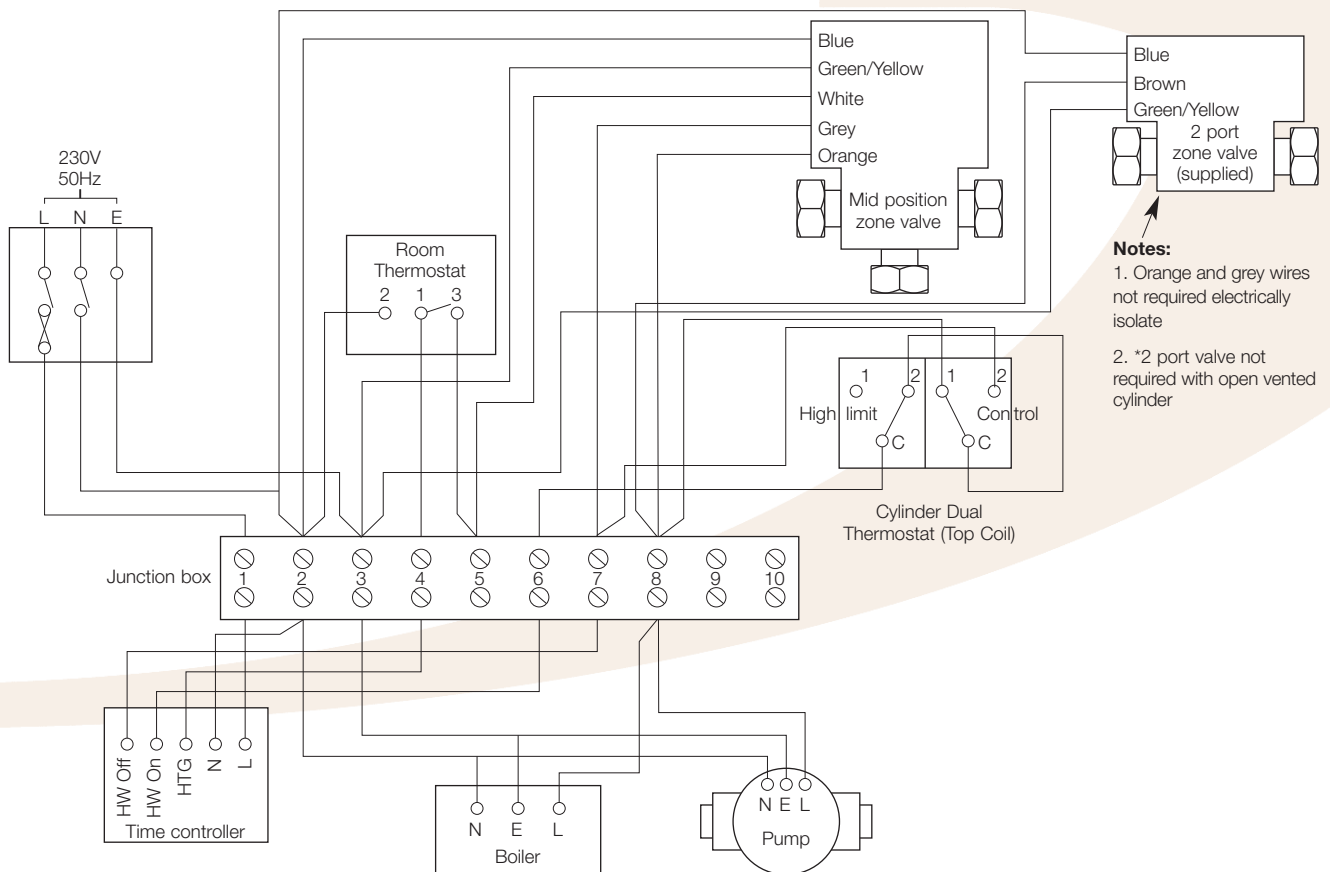 Blue
Green/Yellow
White
Grey
Orange
Mid position
zone valve
Blue
Brown
Green/Yellow
2 port
zone valve
(supplied)
Notes:
1. Orange and grey wires
not required electrically
isolate
2. *2 port valve not
required with open vented
cylinder
230V
50Hz
L N E
Room
Thermostat
2 1 3
1 2 1 2
High limit
Control
C C
Cylinder Dual
Thermostat (Top Coil)
Junction box
1 2 3 4 5 6 7 8 9 10
HW Off
HW On
HTG
N
L
Time controller
N E L
Boiler
N E L
Pump